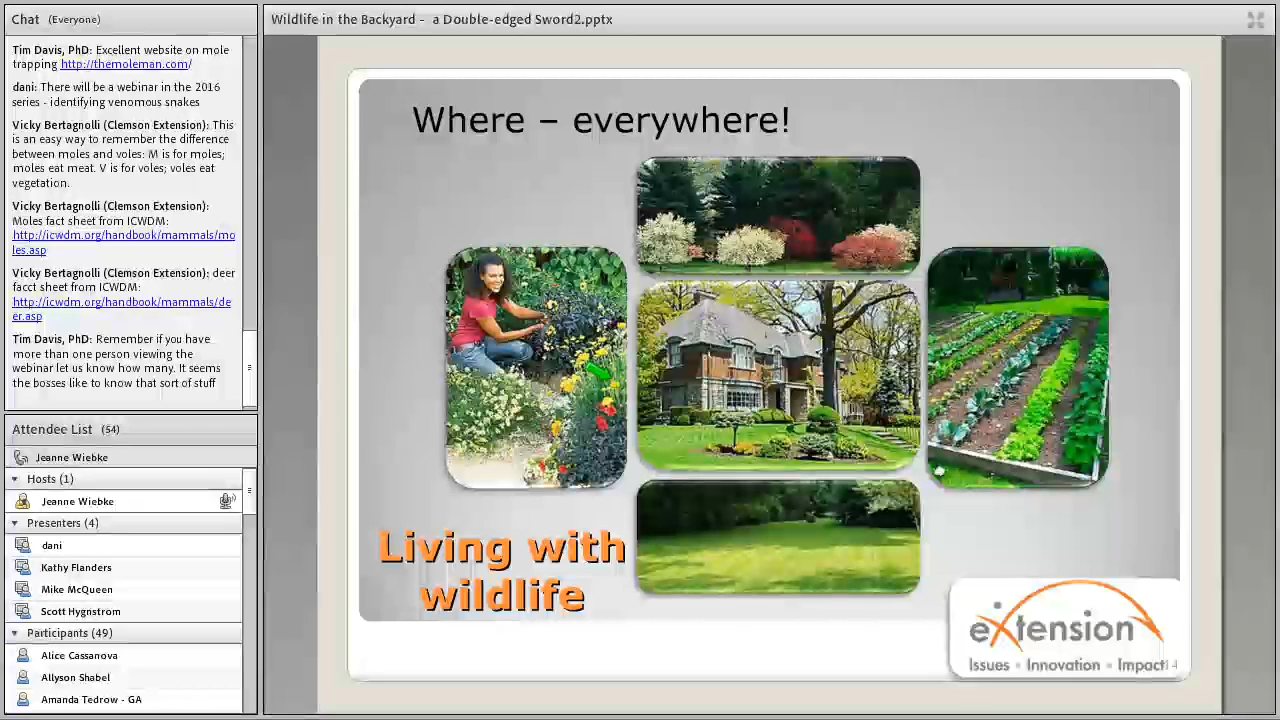 Chat (Everyone)
Tim Davis, PhD: Excellent website on mole
trapping http://themoleman.com/
dani: There will be a webinar in the 2016
series - identifying venomous snakes
Vicky Bertagnolli (Clemson Extension): This
is an easy way to remember the difference
between moles and voles: M is for moles;
moles eat meat. V is for voles; voles eat
vegetation.
Vicky Bertagnolli (Clemson Extension):
Moles fact sheet from ICWDM:
http://icwdm.org/handbook/mammals/mo
les.asp
Vicky Bertagnolli (Clemson Extension): deer
facct sheet from ICWDM:
http://icwdm.org/handbook/mammals/de
er.asp
Tim Davis, PhD: Remember if you have
more than one person viewing the
webinar let us know how many. It seems
the bosses like to know that sort of stuff
Attendee List (54)
Jeanne Wiebke
Hosts (1)
Jeanne Wiebke
Presenters (4)
dani
Kathy Flanders
Mike McQueen
Scott Hygnstrom
Participants (49)
Alice Cassanova
Allyson Shabel
Amanda Tedrow - GA
Wildlife in the Backyard - a Double-edged Sword2.pptx
Where – everywhere!
Living with
wildlife
eXtension
Issues • Innovation • Impact
14